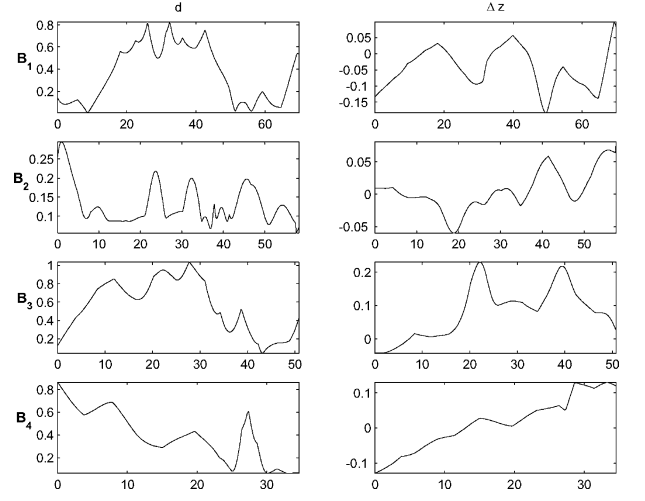 d Δ z
B1 0.8 0.6 0.4 0.2 0 20 40 60
0.05 0 -0.05 -0.1 -0.15 0 20 40 60
B2 0.25 0.2 0.15 0.1 0 10 20 30 40 50
0.05 0 -0.05 0 10 20 30 40 50
B3 1 0.8 0.6 0.4 0.2 0 10 20 30 40 50
0.2 0.1 0 0 10 20 30 40 50
B4 0.8 0.6 0.4 0.2 0 10 20 30
0.1 0 -0.1 0 10 20 30